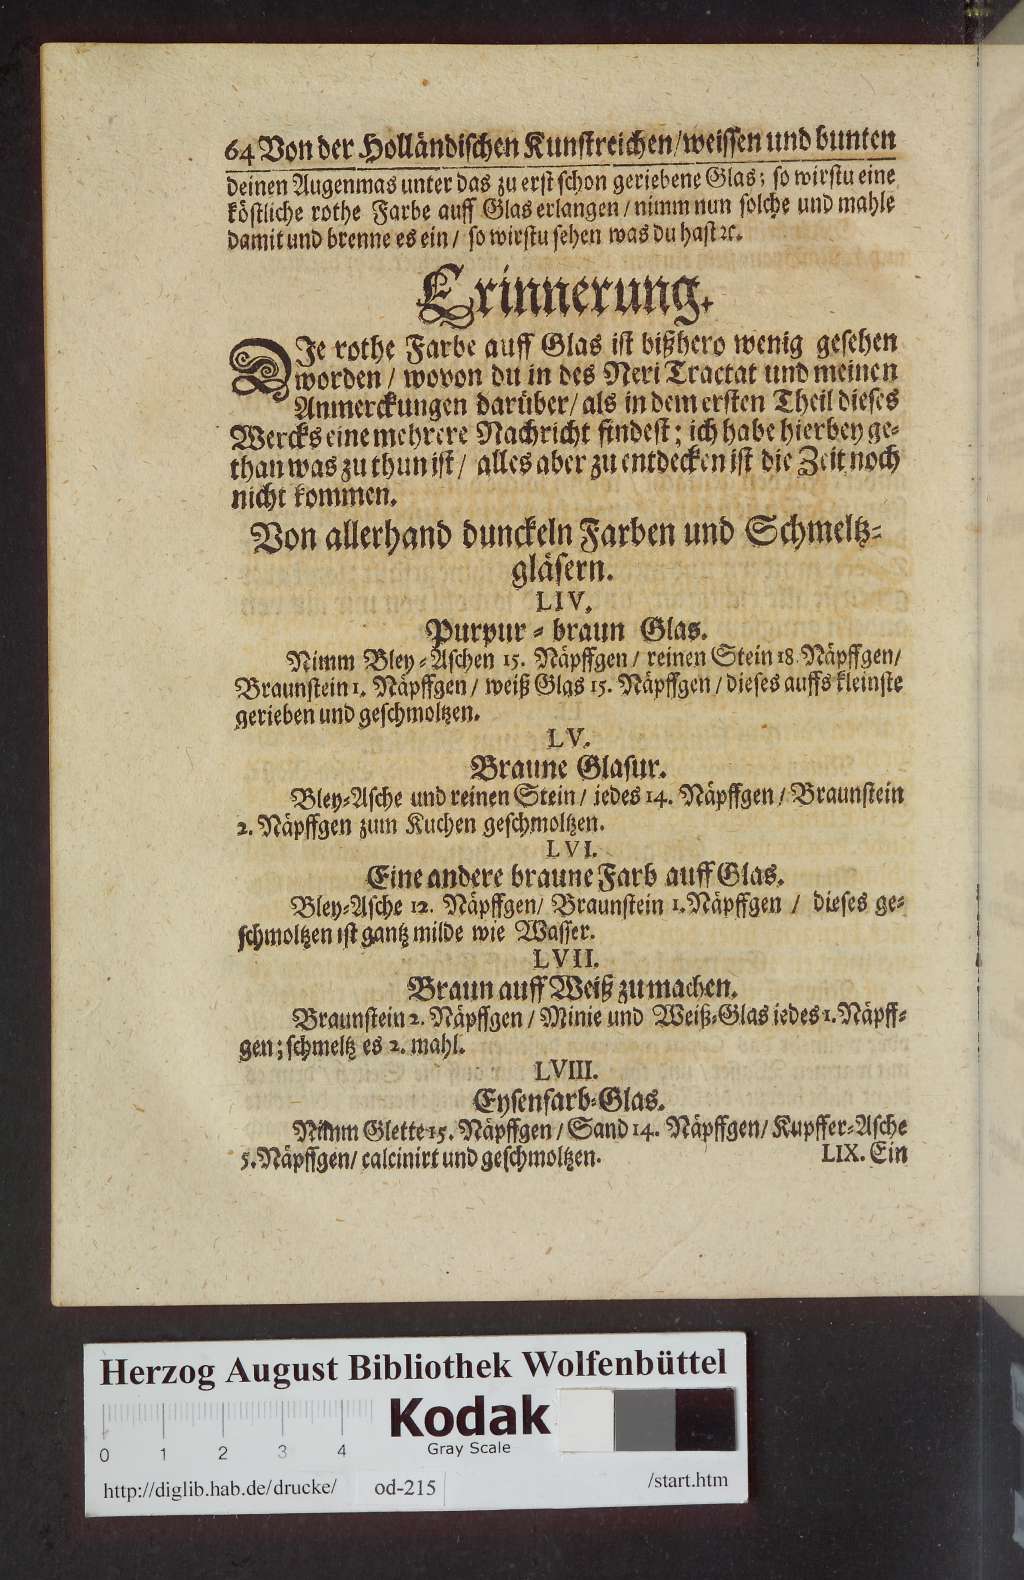 64 Von der Holländischen Kunstreichen/weissen und bunten
deinen Augenmas unter das zu erst schon geriebene Glas; so wirstu eine
köstliche rothe Farbe auff Glas erlangen/nimm nun solche und mahle
damit und brenne es ein/ so wirstu sehen was du hast ꝛc.
Erinnerung.
DIe rothe Farbe auff Glas ist bißhero wenig gesehen
worden/ wovon du in des Neri Tractat und meinen
Anmerckungen darüber/als in dem ersten Theil dieses
Wercks eine mehrere Nachricht findest; ich habe hierbey ge-
than was zu thun ist/ alles aber zu entdecken ist die Zeit noch
nicht kommen.
Von allerhand dunckeln Farben und Schmeltz-
gläsern.
LIV.
Purpur-braun Glas.
Nimm Bley-Aschen 15. Näpffgen/ reinen Stein 18 Näpffgen/
Braunstein 1. Näpffgen/ weiß Glas 15. Näpffgen/dieses auffs kleinste
gerieben und geschmoltzen.
LV.
Braune Glasur.
Bley-Asche und reinen Stein/ jedes 14. Näpffgen/ Braunstein
2. Näpffgen zum Kuchen geschmoltzen.
LVI.
Eine andere braune Farb auff Glas.
Bley-Asche 12. Näpffgen/ Braunstein 1. Näpffgen / dieses ge-
schmoltzen ist gantz milde wie Wasser.
LVII.
Braun auff Weiß zu machen.
Braunstein 2. Näpffgen/Minie und Weiß-Glas jedes 1. Näpff-
gen; schmeltz es 2. mahl.
LVIII.
Eysenfarb-Glas.
Nimm Glette 15. Näpffgen/Sand 14. Näpffgen/Kupffer-Asche
5. Näpffgen/ calcinirt und geschmoltzen.
LIX. Ein
Herzog August Bibliothek Wolfenbüttel
Kodak
Gray Scale
0 1 2 3 4
http://diglib.hab.de/drucke/ od-215 /start.htm